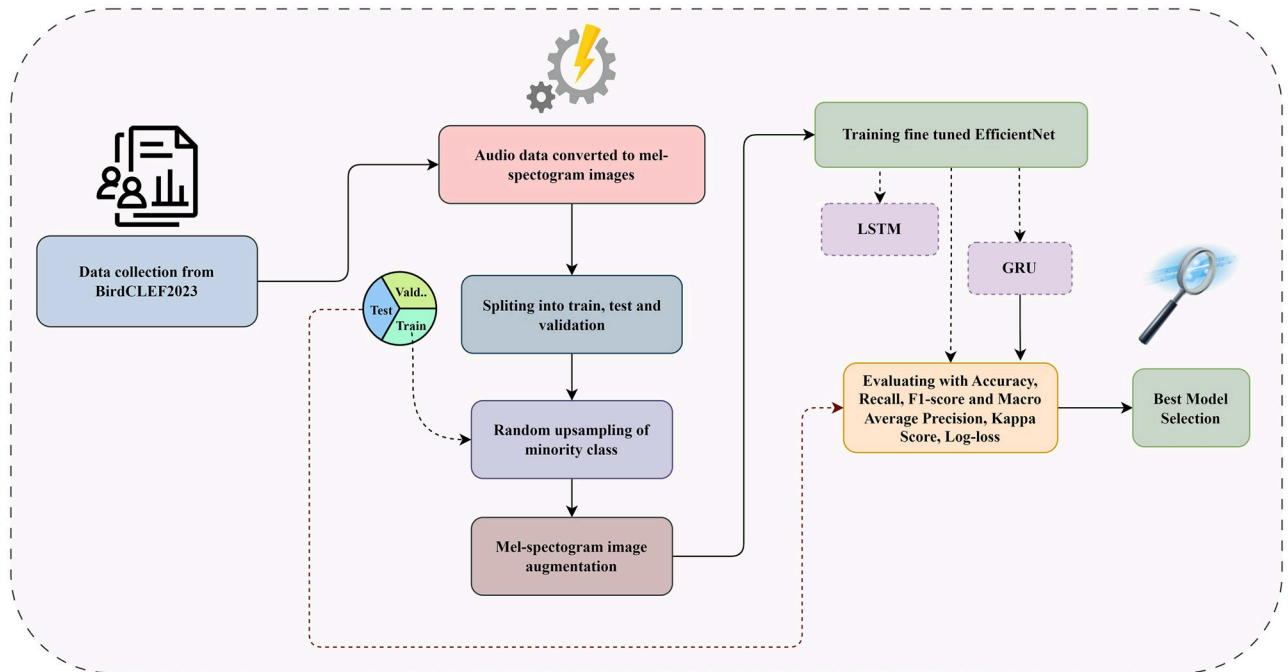 Data collection from
BirdCLEF2023
Audio data converted to mel-
spectogram images
Vald..
Test
Train
Spliting into train, test and
validation
Random upsampling of
minority class
Mel-spectogram image
augmentation
Training fine tuned EfficientNet
LSTM
GRU
Evaluating with Accuracy,
Recall, F1-score and Macro
Average Precision, Kappa
Score, Log-loss
Best Model
Selection